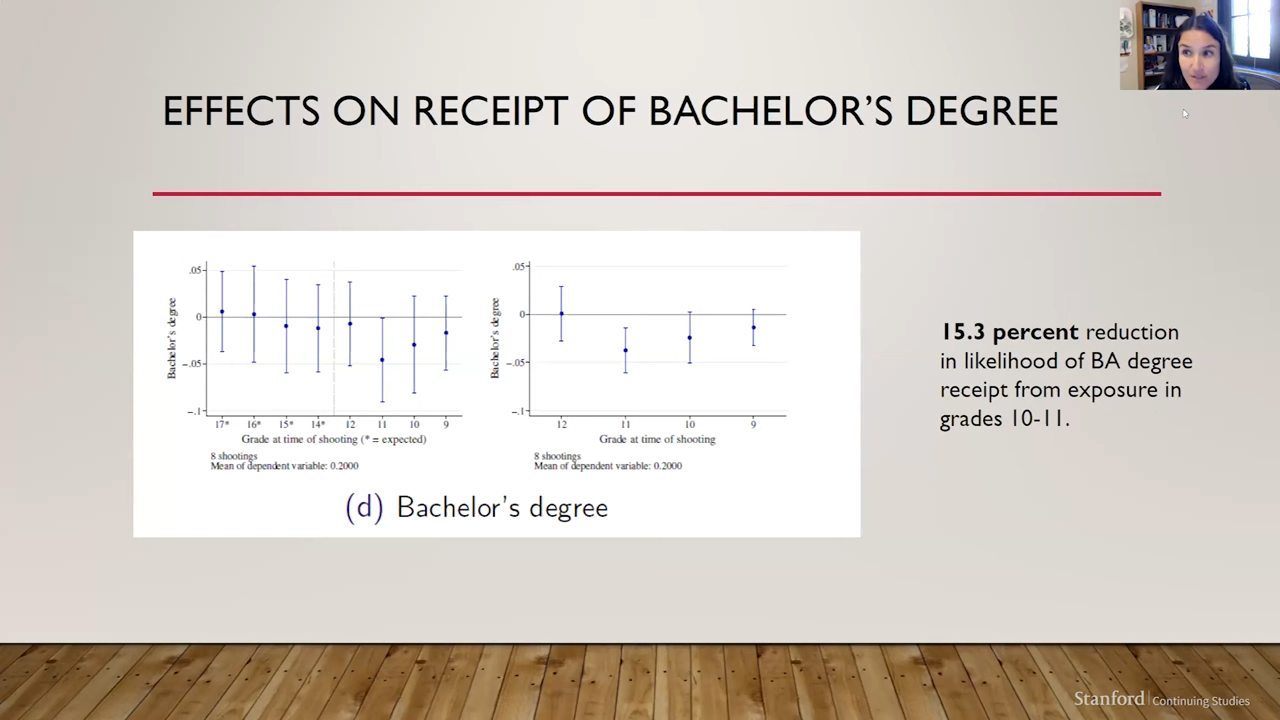 EFFECTS ON RECEIPT OF BACHELOR'S DEGREE
.05
0
-.05
-.1
Bachelor's degree
17* 16* 15* 14* 12 11 10 9
Grade at time of shooting (* = expected)
8 shootings
Mean of dependent variable: 0.2000
.05
0
-.05
-.1
Bachelor's degree
12 11 10 9
Grade at time of shooting
8 shootings
Mean of dependent variable: 0.2000
(d) Bachelor's degree
15.3 percent reduction
in likelihood of BA degree
receipt from exposure in
grades 10-11.
Stanford Continuing Studies